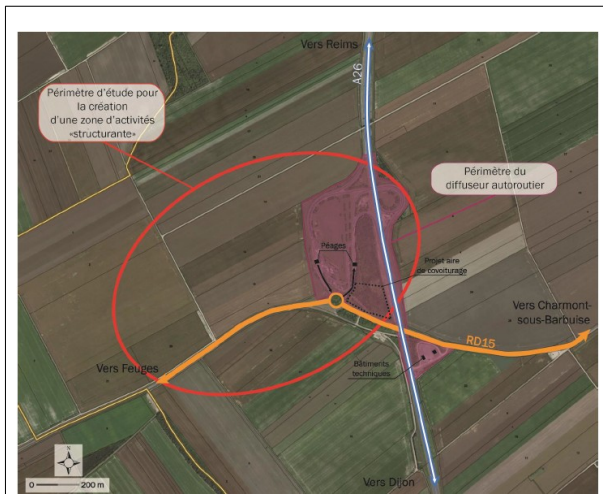 Vers Reims
A26
Périmètre d'étude pour
la création
d'une zone d'activités
«structurante»
Périmètre du
diffuseur autoroutier
Péages
Projet aire
de covoiturage
Vers Charmont-
sous-Barbuise
RD15
Vers Feuges
Bâtiments
techniques
Vers Dijon
N
0 200 m